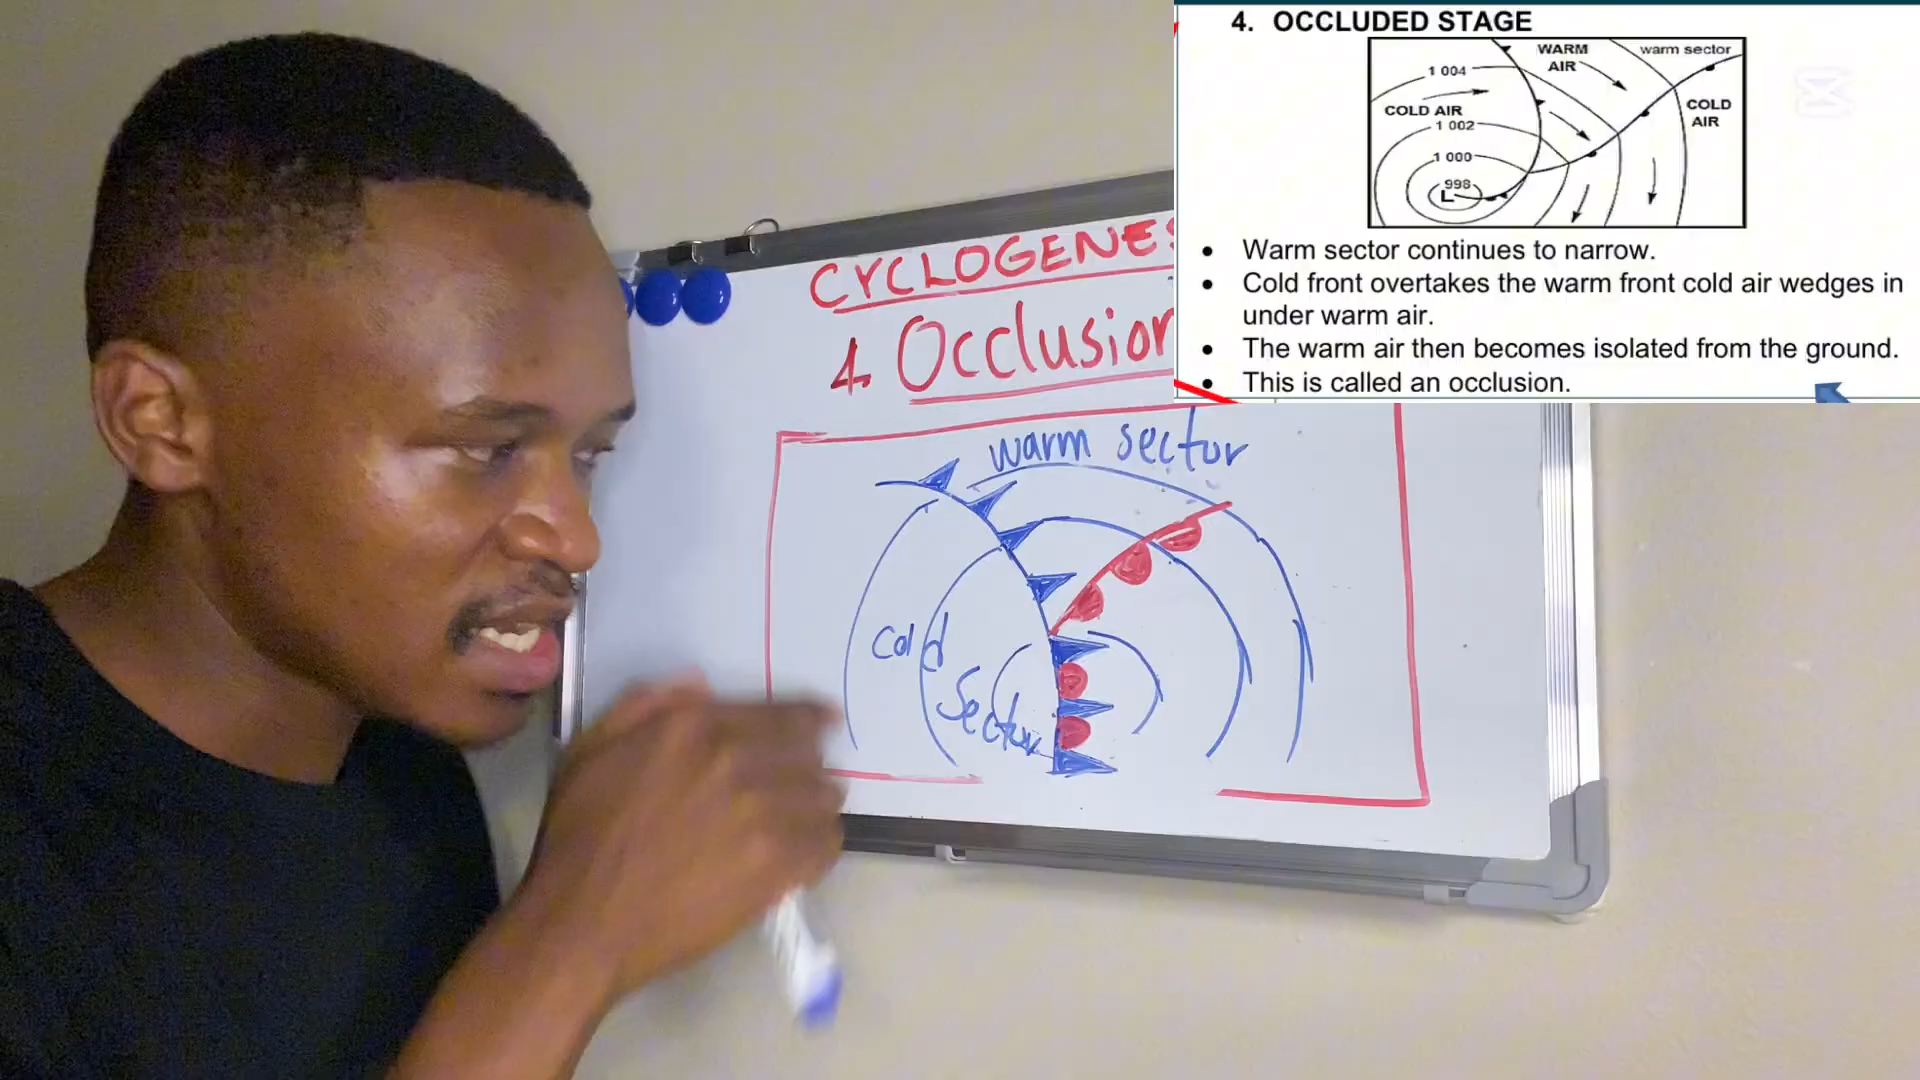 4. OCCLUDED STAGE
WARM
AIR
warm sector
1 004
COLD AIR
COLD
AIR
1 002
1 000
998
L
• Warm sector continues to narrow.
• Cold front overtakes the warm front cold air wedges in
under warm air.
• The warm air then becomes isolated from the ground.
• This is called an occlusion.
CYCLOGENES
4. Occlusion
warm sector
Cold
Sector